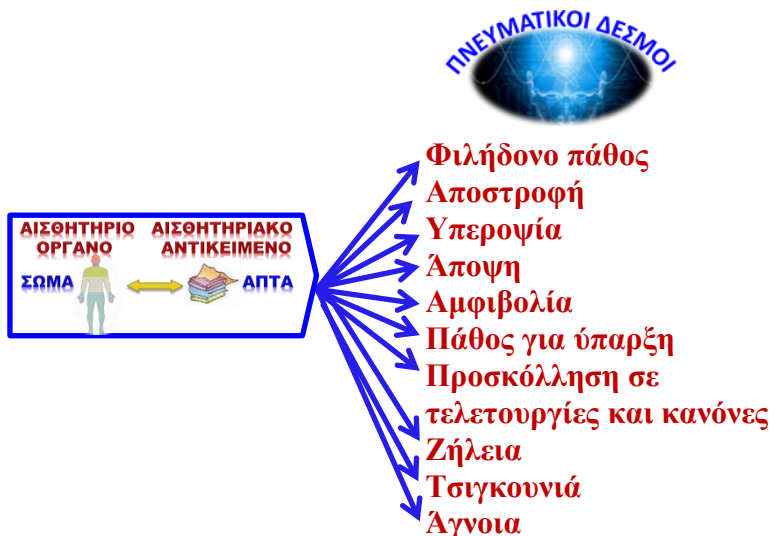 ΠΝΕΥΜΑΤΙΚΟΙ ΔΕΣΜΟΙ
ΑΙΣΘΗΤΗΡΙΟ ΟΡΓΑΝΟ
ΑΙΣΘΗΤΗΡΙΑΚΟ ΑΝΤΙΚΕΙΜΕΝΟ
ΣΩΜΑ
ΑΠΤΑ
Φιλήδονο πάθος
Αποστροφή
Υπεροψία
Άποψη
Αμφιβολία
Πάθος για ύπαρξη
Προσκόλληση σε
τελετουργίες και κανόνες
Ζήλεια
Τσιγκουνιά
Άγνοια